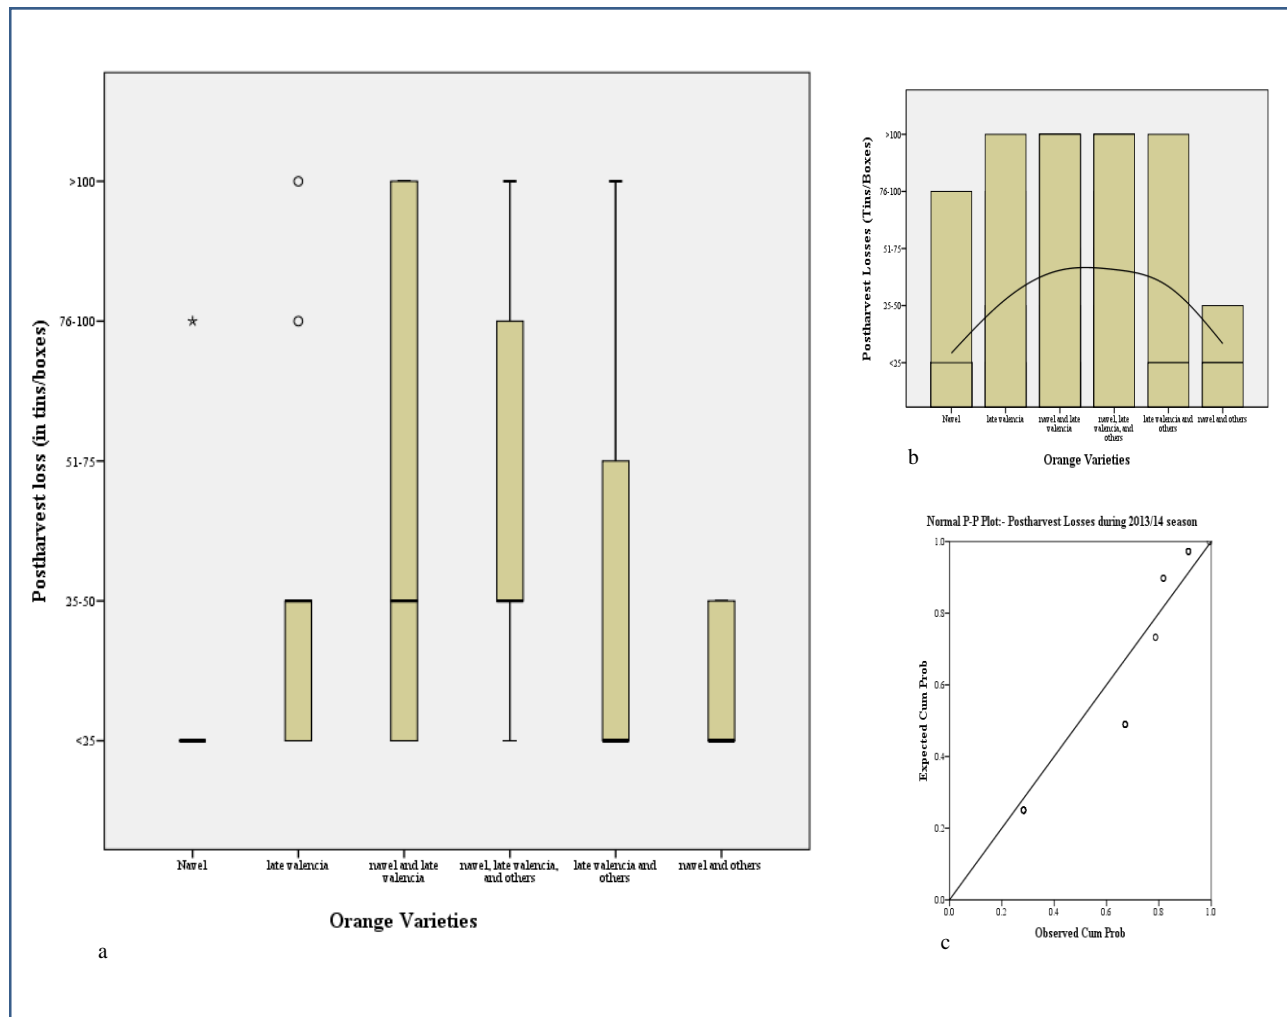 >100
76-100
51-75
25-50
<25
Postharvest loss (in tins/boxes)
Navel
late valencia
navel and late
valencia
navel, late valencia,
and others
late valencia and
others
navel and others
Orange Varieties
a
>100
76-100
51-75
25-50
<25
Postharvest Losses (Tins/Boxes)
Navel
late valencia
navel and late
valencia
navel, late
valencia, and
others
late valencia and
others
navel and others
Orange Varieties
b
Normal P-P Plot:- Postharvest Losses during 2013/14 season
1.0
0.8
0.6
0.4
0.2
0.0
Expected Cum Prob
0.0
0.2
0.4
0.6
0.8
1.0
Observed Cum Prob
c